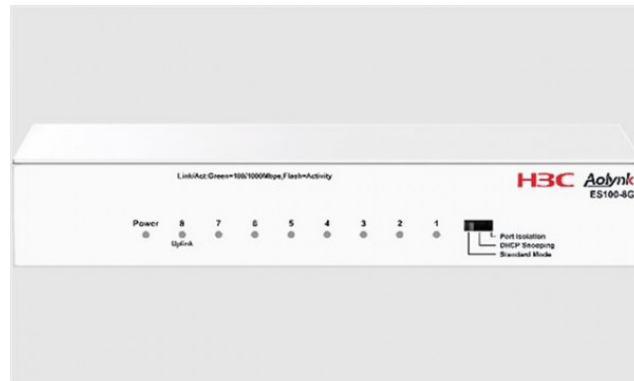 Link/Act:Green=100/1000Mbps,Flash=Activity
H3C Aolynk
ES100-8G
Power 8 7 6 5 4 3 2 1
Uplink
Port Isolation
DHCP Snooping
Standard Mode